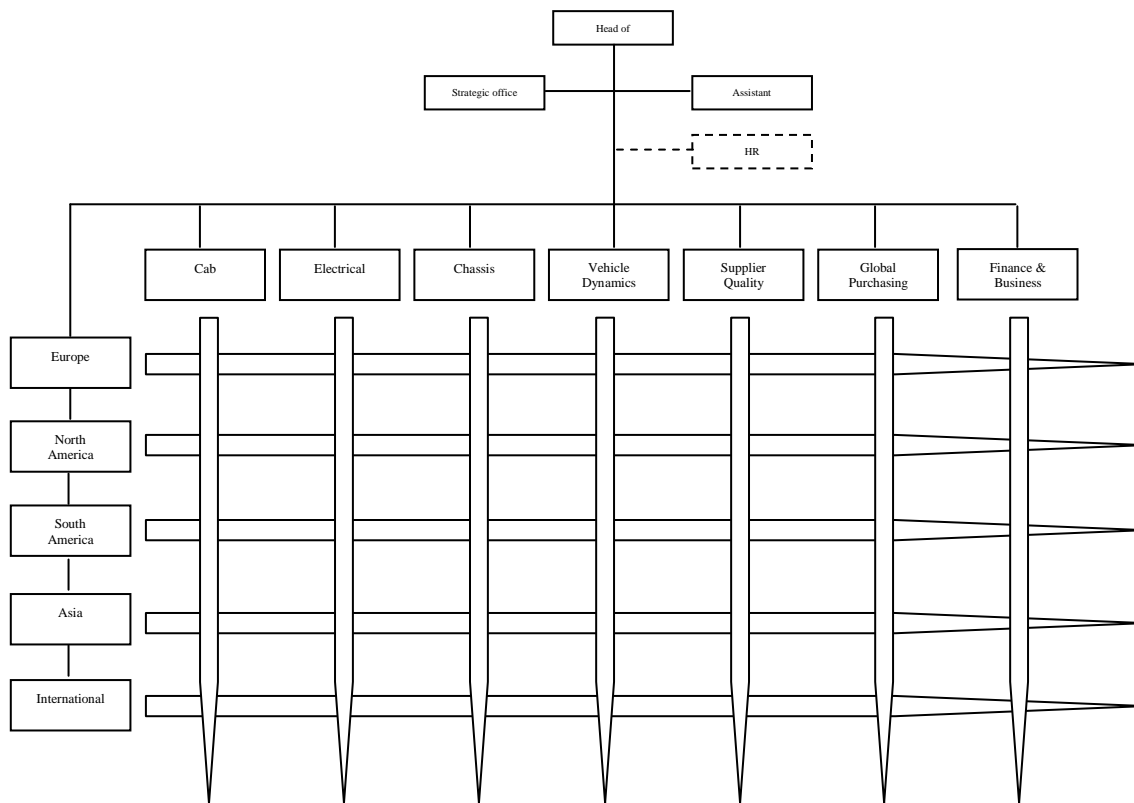 Head of
Strategic office
Assistant
HR
Cab
Electrical
Chassis
Vehicle
Dynamics
Supplier
Quality
Global
Purchasing
Finance &
Business
Europe
North
America
South
America
Asia
International